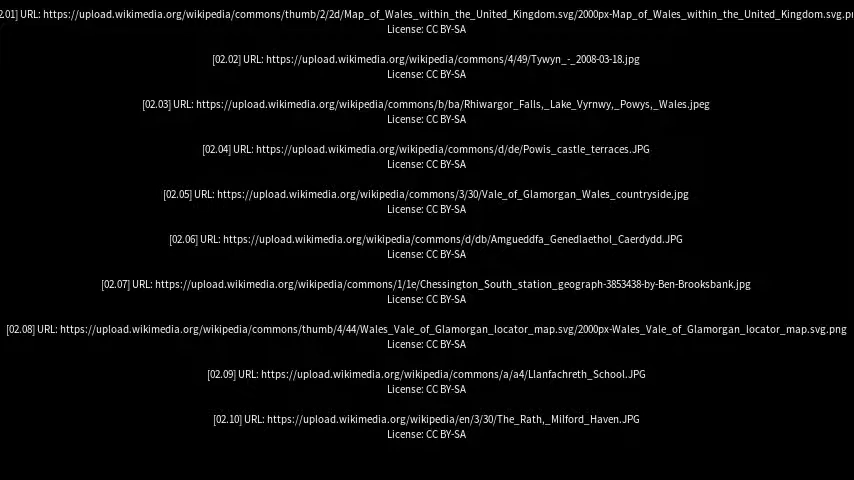 2.01] URL: https://upload.wikimedia.org/wikipedia/commons/thumb/2/2d/Map_of_Wales_within_the_United_Kingdom.svg/2000px-Map_of_Wales_within_the_United_Kingdom.svg.pn
License: CC BY-SA
[02.02] URL: https://upload.wikimedia.org/wikipedia/commons/4/49/Tywyn_-_2008-03-18.jpg
License: CC BY-SA
[02.03] URL: https://upload.wikimedia.org/wikipedia/commons/b/ba/Rhiwargor_Falls,_Lake_Vyrnwy,_Powys,_Wales.jpeg
License: CC BY-SA
[02.04] URL: https://upload.wikimedia.org/wikipedia/commons/d/de/Powis_castle_terraces.JPG
License: CC BY-SA
[02.05] URL: https://upload.wikimedia.org/wikipedia/commons/3/30/Vale_of_Glamorgan_Wales_countryside.jpg
License: CC BY-SA
[02.06] URL: https://upload.wikimedia.org/wikipedia/commons/d/db/Amgueddfa_Genedlaethol_Caerdydd.JPG
License: CC BY-SA
[02.07] URL: https://upload.wikimedia.org/wikipedia/commons/1/1e/Chessington_South_station_geograph-3853438-by-Ben-Brooksbank.jpg
License: CC BY-SA
[02.08] URL: https://upload.wikimedia.org/wikipedia/commons/thumb/4/44/Wales_Vale_of_Glamorgan_locator_map.svg/2000px-Wales_Vale_of_Glamorgan_locator_map.svg.png
License: CC BY-SA
[02.09] URL: https://upload.wikimedia.org/wikipedia/commons/a/a4/Llanfachreth_School.JPG
License: CC BY-SA
[02.10] URL: https://upload.wikimedia.org/wikipedia/en/3/30/The_Rath,_Milford_Haven.JPG
License: CC BY-SA